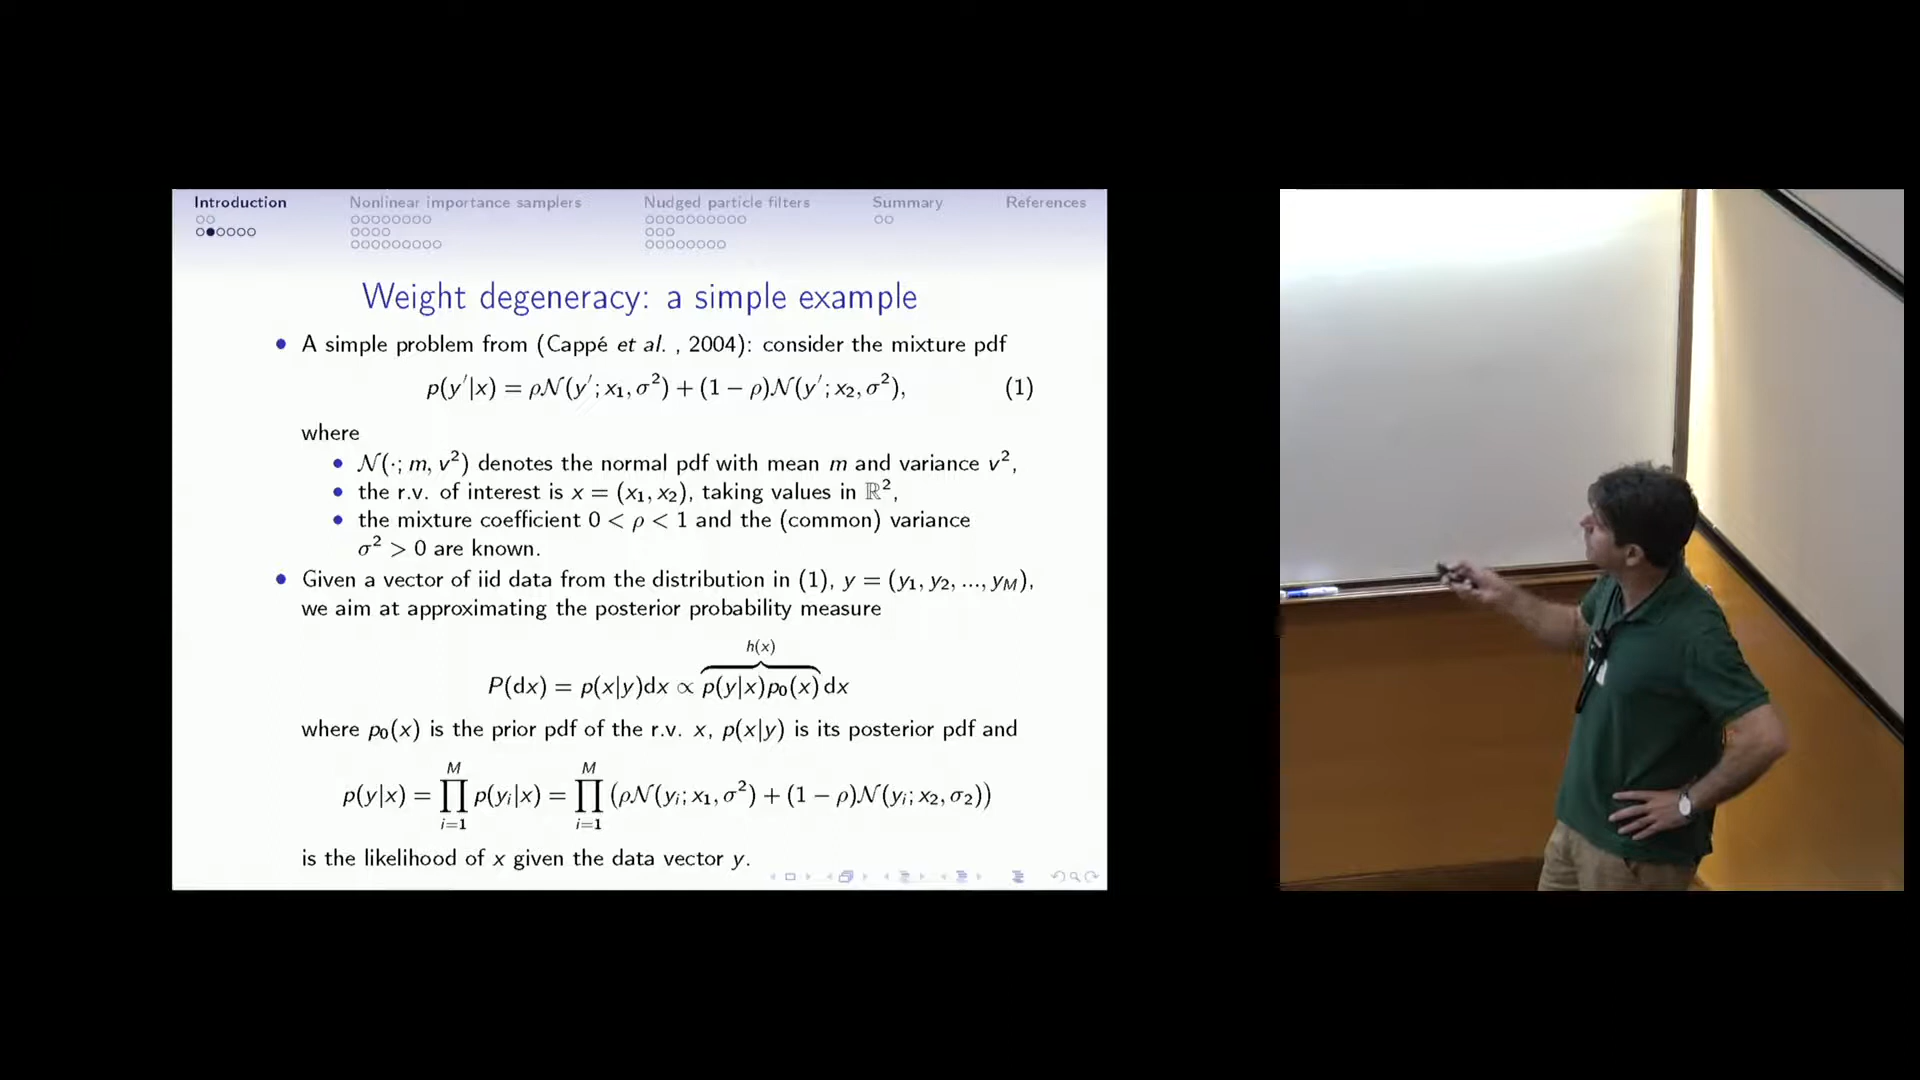 Introduction Nonlinear importance samplers Nudged particle filters Summary References
Weight degeneracy: a simple example
• A simple problem from (Cappé et al. , 2004): consider the mixture pdf
p(y′|x) = ρ𝒩(y′; x₁, σ²) + (1 − ρ)𝒩(y′; x₂, σ²), (1)
where
• 𝒩(·; m, v²) denotes the normal pdf with mean m and variance v²,
• the r.v. of interest is x = (x₁, x₂), taking values in ℝ²,
• the mixture coefficient 0 < ρ < 1 and the (common) variance
σ² > 0 are known.
• Given a vector of iid data from the distribution in (1), y = (y₁, y₂, ..., y_M),
we aim at approximating the posterior probability measure
h(x)
P(dx) = p(x|y)dx ∝ p(y|x)p₀(x) dx
where p₀(x) is the prior pdf of the r.v. x, p(x|y) is its posterior pdf and
p(y|x) = ∏_{i=1}^{M} p(y_i|x) = ∏_{i=1}^{M} (ρ𝒩(y_i; x₁, σ²) + (1 − ρ)𝒩(y_i; x₂, σ₂))
is the likelihood of x given the data vector y.